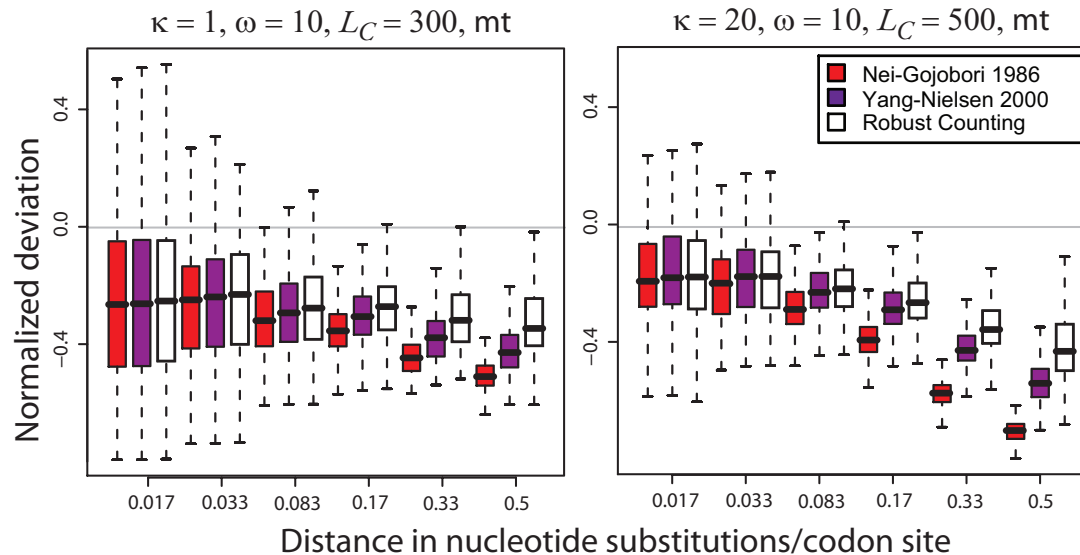 κ = 1, ω = 10, L_C = 300, mt
κ = 20, ω = 10, L_C = 500, mt
Nei-Gojobori 1986
Yang-Nielsen 2000
Robust Counting
Normalized deviation
0.4
0.0
−0.4
0.4
0.0
−0.4
0.017 0.033 0.083 0.17 0.33 0.5
0.017 0.033 0.083 0.17 0.33 0.5
Distance in nucleotide substitutions/codon site